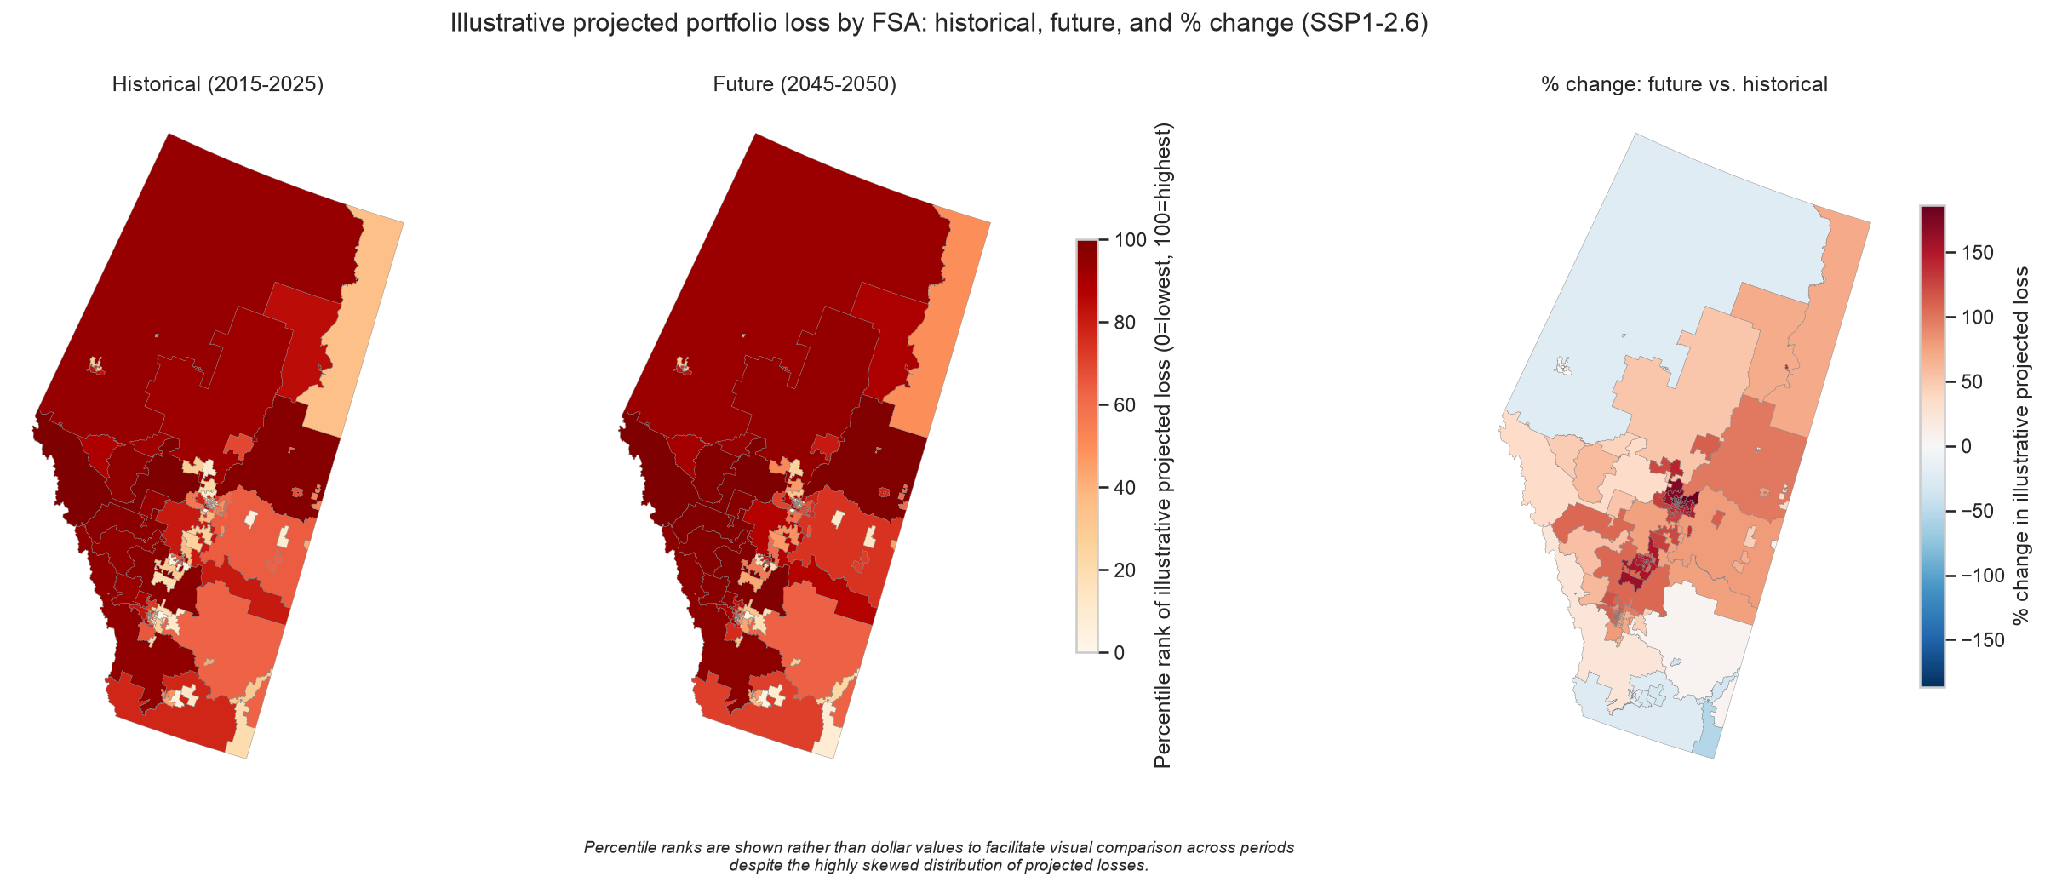 Illustrative projected portfolio loss by FSA: historical, future, and % change (SSP1-2.6)
Historical (2015-2025)
Future (2045-2050)
% change: future vs. historical
100
80
60
40
20
0
Percentile rank of illustrative projected loss (0=lowest, 100=highest)
150
100
50
0
−50
−100
−150
% change in illustrative projected loss
Percentile ranks are shown rather than dollar values to facilitate visual comparison across periods
despite the highly skewed distribution of projected losses.